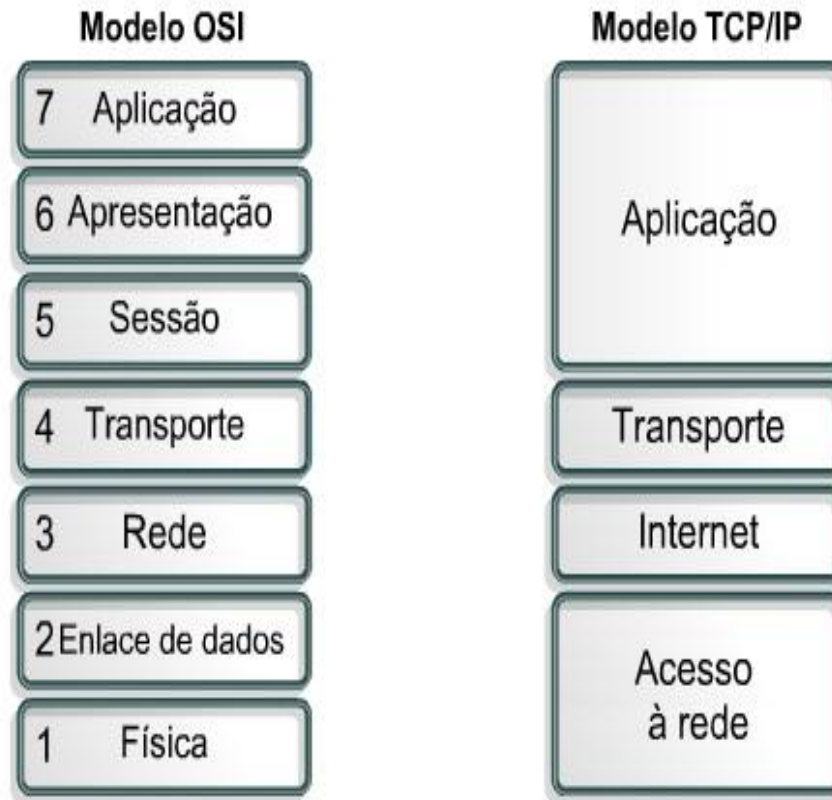 Modelo OSI
7 Aplicação
6 Apresentação
5 Sessão
4 Transporte
3 Rede
2 Enlace de dados
1 Física
Modelo TCP/IP
Aplicação
Transporte
Internet
Acesso
à rede